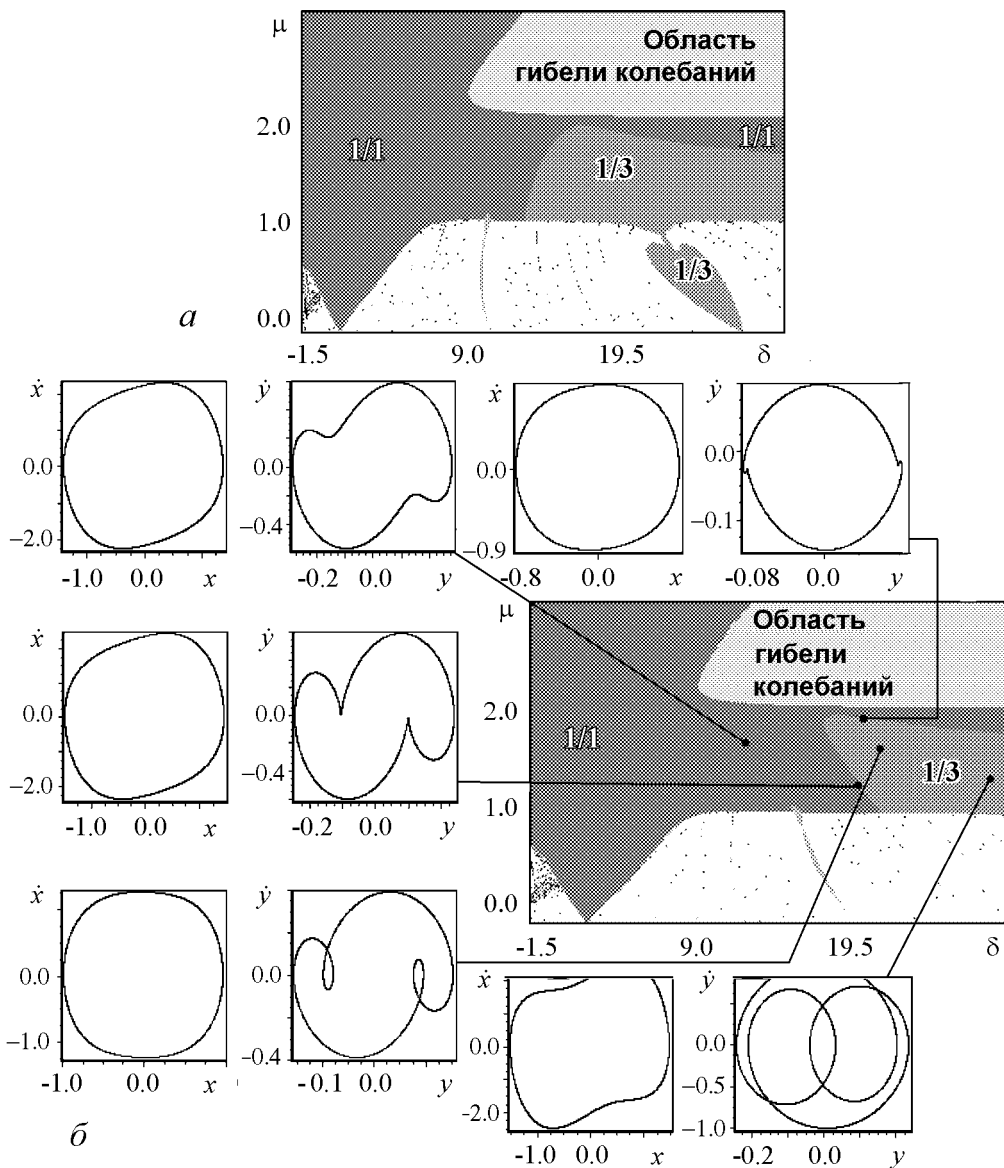 μ
Область
гибели колебаний
2.0
1/1
1/1
1/3
1.0
1/3
0.0
а
-1.5 9.0 19.5 δ
ẋ ẏ ẋ ẏ
0.0 0.0 0.0 0.0
−2.0 −0.4 −0.9 −0.1
-1.0 0.0 x -0.2 0.0 y -0.8 0.0 x -0.08 0.0 y
μ
Область
гибели
колебаний
2.0
1/1
1/3
1.0
0.0
-1.5 9.0 19.5 δ
ẋ ẏ
0.0 0.0
−2.0 −0.4
-1.0 0.0 x -0.2 0.0 y
ẋ ẏ
0.0 0.0
−1.0
−0.4
-1.0 0.0 x -0.1 0.0 y
ẋ ẏ
0.0 0.0
−0.5
-2.0 −1.0
-1.0 0.0 x -0.2 0.0 y
б